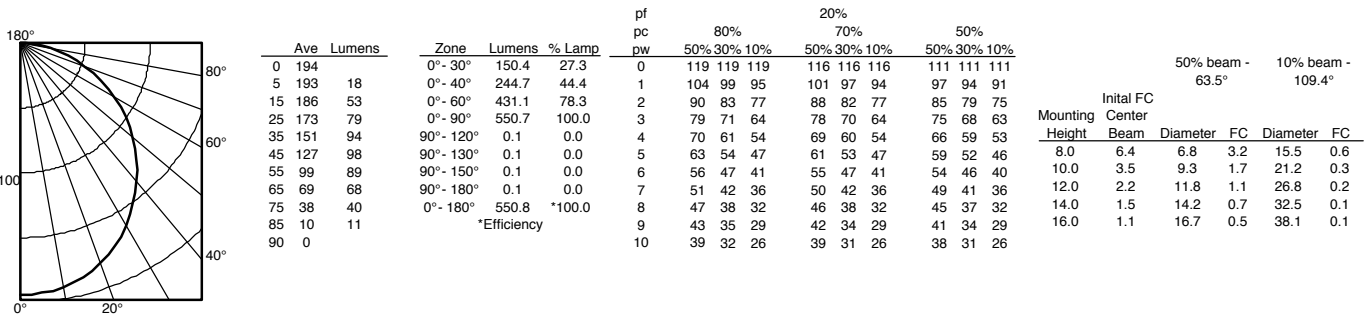 180°
80°
60°
100
40°
0° 20°
Ave Lumens
0 194
5 193 18
15 186 53
25 173 79
35 151 94
45 127 98
55 99 89
65 69 68
75 38 40
85 10 11
90 0
Zone Lumens % Lamp
0°- 30° 150.4 27.3
0°- 40° 244.7 44.4
0°- 60° 431.1 78.3
0°- 90° 550.7 100.0
90°- 120° 0.1 0.0
90°- 130° 0.1 0.0
90°- 150° 0.1 0.0
90°- 180° 0.1 0.0
0°- 180° 550.8 *100.0
*Efficiency
pf 20%
pc 80% 70% 50%
pw 50% 30% 10% 50% 30% 10% 50% 30% 10%
0 119 119 119 116 116 116 111 111 111
1 104 99 95 101 97 94 97 94 91
2 90 83 77 88 82 77 85 79 75
3 79 71 64 78 70 64 75 68 63
4 70 61 54 69 60 54 66 59 53
5 63 54 47 61 53 47 59 52 46
6 56 47 41 55 47 41 54 46 40
7 51 42 36 50 42 36 49 41 36
8 47 38 32 46 38 32 45 37 32
9 43 35 29 42 34 29 41 34 29
10 39 32 26 39 31 26 38 31 26
50% beam - 10% beam -
63.5° 109.4°
Inital FC
Mounting Center
Height Beam Diameter FC Diameter FC
8.0 6.4 6.8 3.2 15.5 0.6
10.0 3.5 9.3 1.7 21.2 0.3
12.0 2.2 11.8 1.1 26.8 0.2
14.0 1.5 14.2 0.7 32.5 0.1
16.0 1.1 16.7 0.5 38.1 0.1